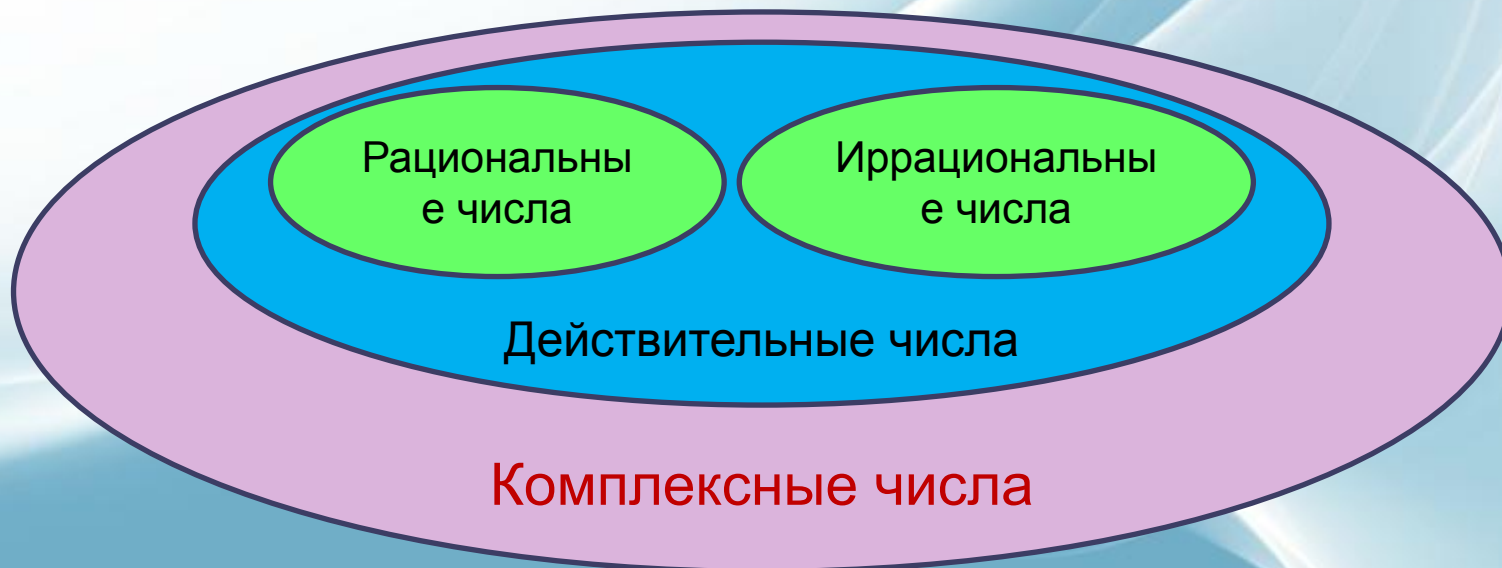 Рациональны
е числа
Иррациональны
е числа
Действительные числа
Комплексные числа